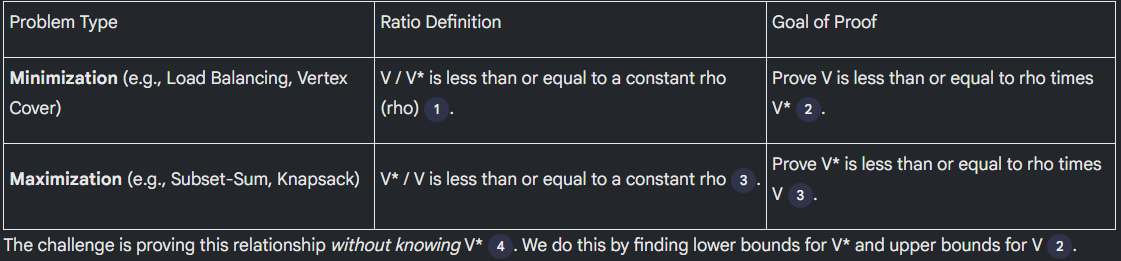 Problem Type
Ratio Definition
Goal of Proof
Minimization (e.g., Load Balancing, Vertex
Cover)
V / V* is less than or equal to a constant rho
(rho) 1 .
Prove V is less than or equal to rho times
V* 2 .
Maximization (e.g., Subset-Sum, Knapsack)
V* / V is less than or equal to a constant rho 3 .
Prove V* is less than or equal to rho times
V 3 .
The challenge is proving this relationship without knowing V* 4 . We do this by finding lower bounds for V* and upper bounds for V 2 .